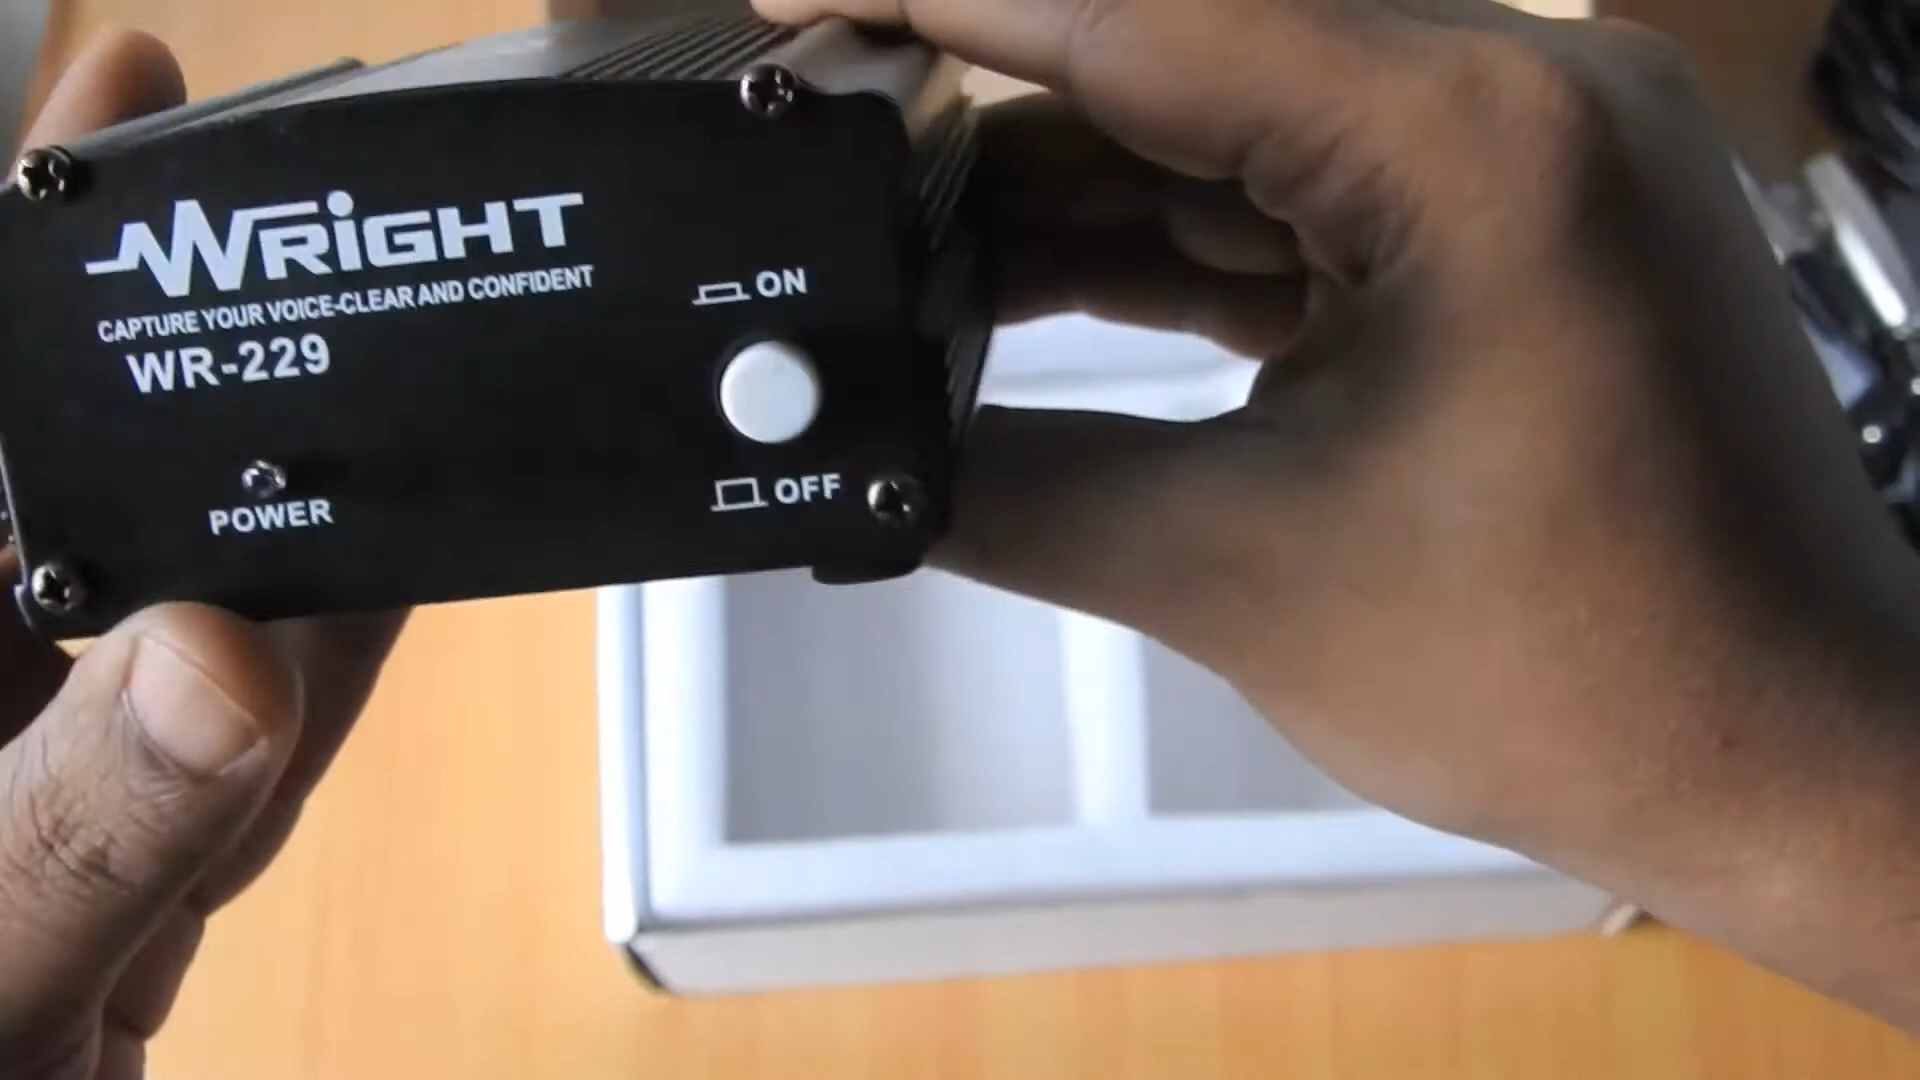 WRiGHT
CAPTURE YOUR VOICE-CLEAR AND CONFIDENT
WR-229
ON
POWER
OFF